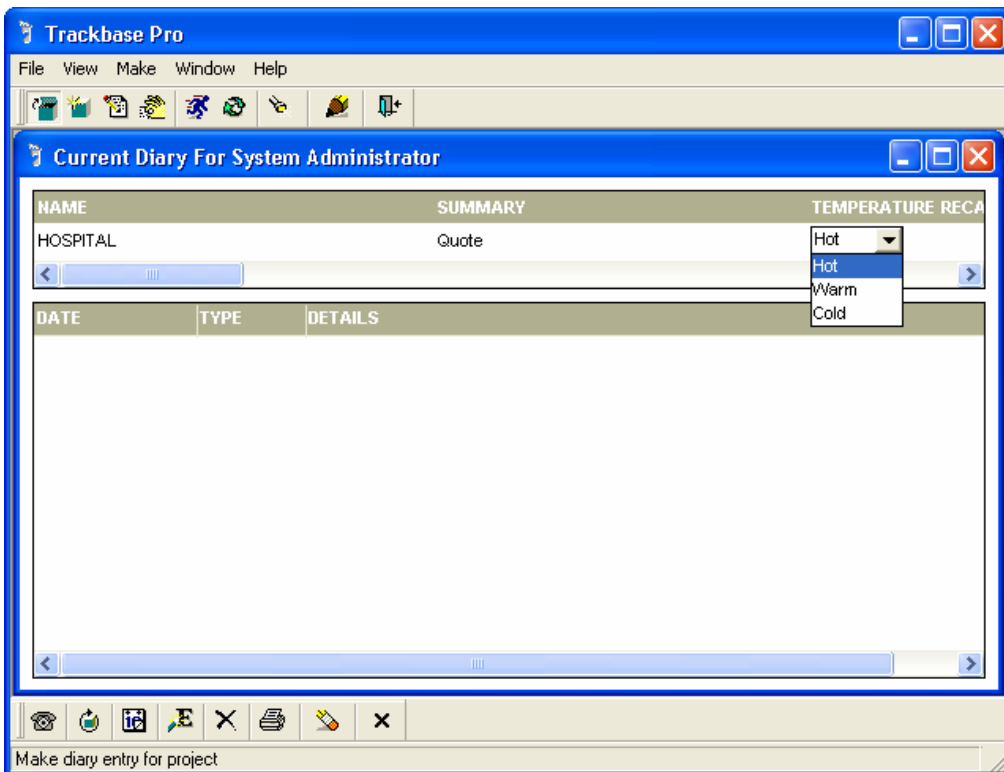 Trackbase Pro
File View Make Window Help
Current Diary For System Administrator
NAME SUMMARY TEMPERATURE RECA
HOSPITAL Quote Hot
Hot
Warm
Cold
DATE TYPE DETAILS
Make diary entry for project